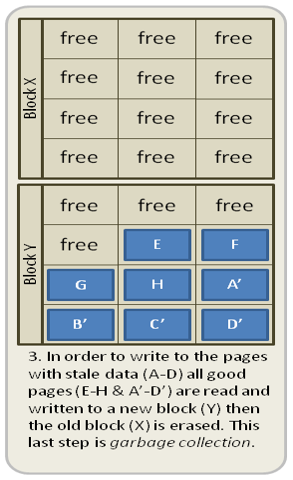 Block X
free free free
free free free
free free free
free free free
Block Y
free free free
free E F
G H A′
B′ C′ D′
3. In order to write to the pages
with stale data (A-D) all good
pages (E-H & A′-D′) are read and
written to a new block (Y) then
the old block (X) is erased. This
last step is garbage collection.